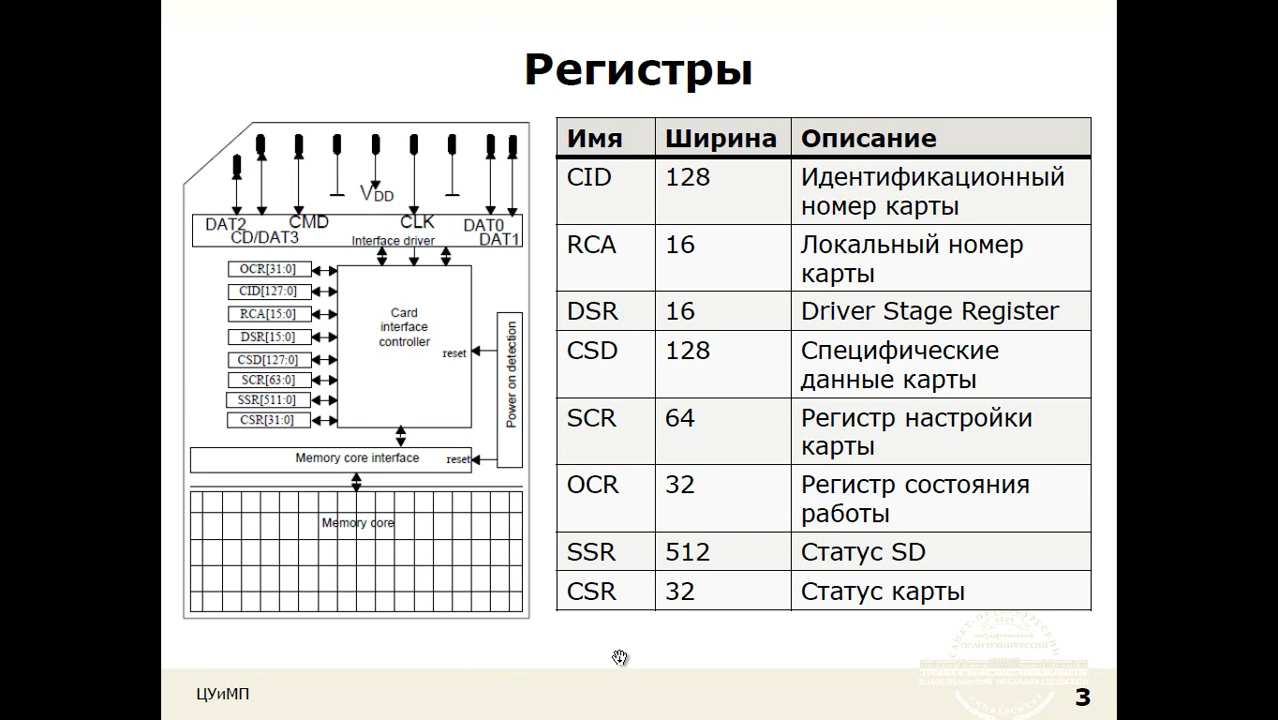 Регистры
DAT2
CD/DAT3
CMD
VDD
CLK
DAT0
DAT1
Interface driver
OCR[31:0]
CID[127:0]
RCA[15:0]
DSR[15:0]
CSD[127:0]
SCR[63:0]
SSR[511:0]
CSR[31:0]
Card
interface
controller
reset
Power on detection
Memory core interface
reset
Memory core
Имя Ширина Описание
CID 128 Идентификационный
номер карты
RCA 16 Локальный номер
карты
DSR 16 Driver Stage Register
CSD 128 Специфические
данные карты
SCR 64 Регистр настройки
карты
OCR 32 Регистр состояния
работы
SSR 512 Статус SD
CSR 32 Статус карты
ЦУиМП
3